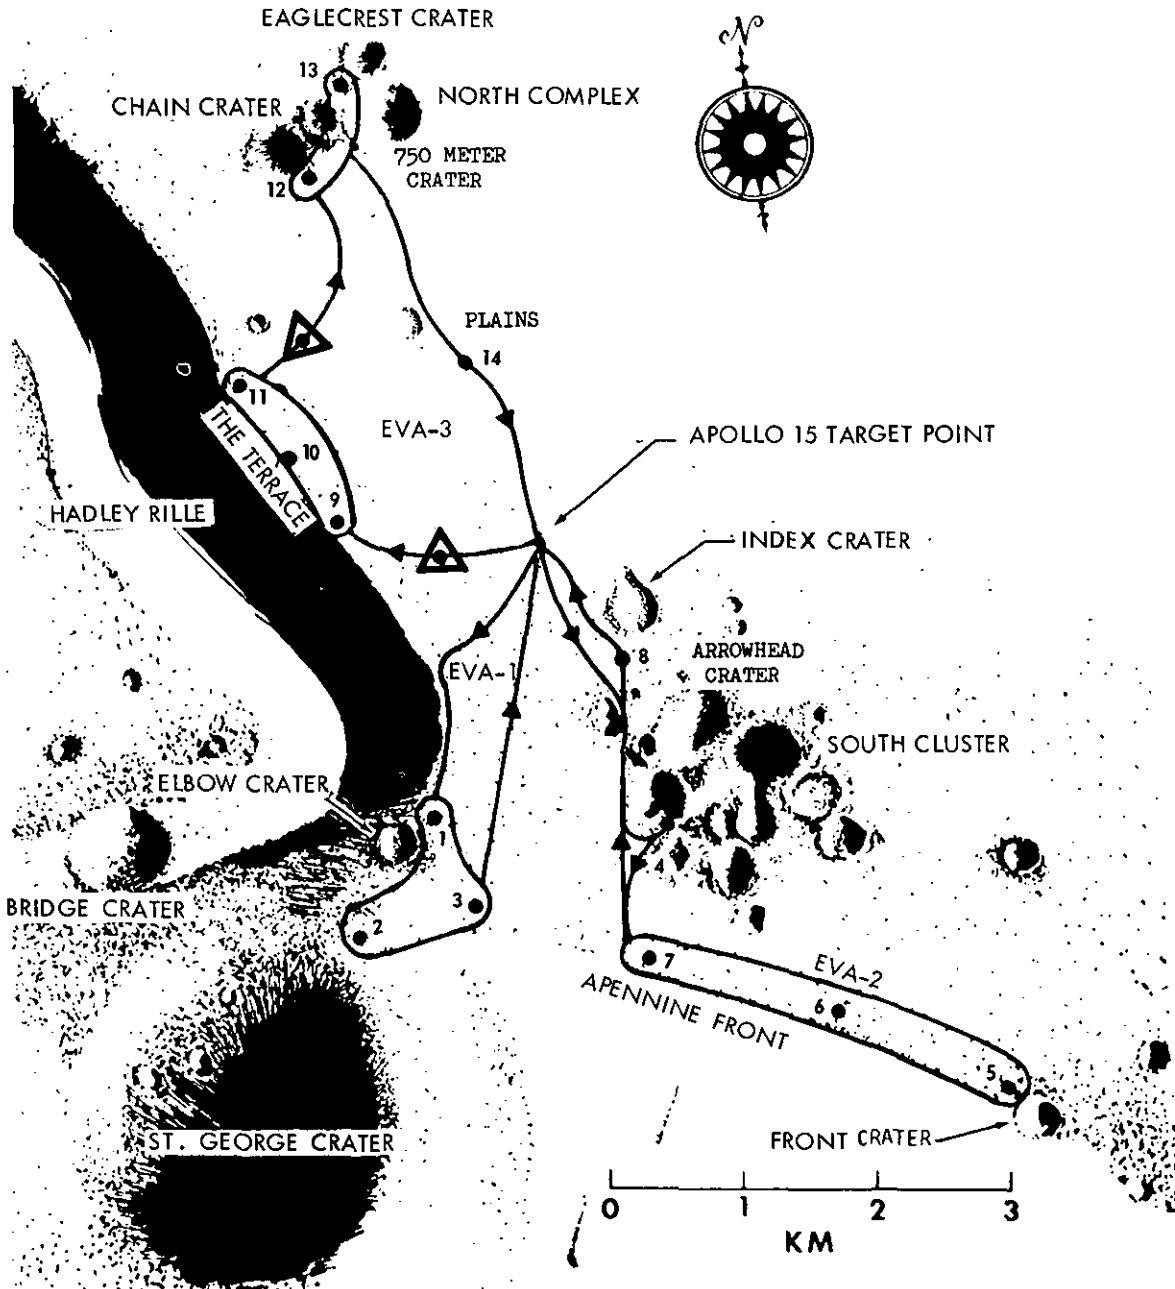 EAGLECREST CRATER
N
13
CHAIN CRATER
NORTH COMPLEX
750 METER
CRATER
12
PLAINS
14
11
THE TERRACE
EVA-3
10
APOLLO 15 TARGET POINT
9
HADLEY RILLE
INDEX CRATER
8
ARROWHEAD
CRATER
EVA-1
SOUTH CLUSTER
ELBOW CRATER
1
4
3
BRIDGE CRATER
2
7
EVA-2
APENNINE FRONT
6
5
ST. GEORGE CRATER
FRONT CRATER
0 1 2 3
KM